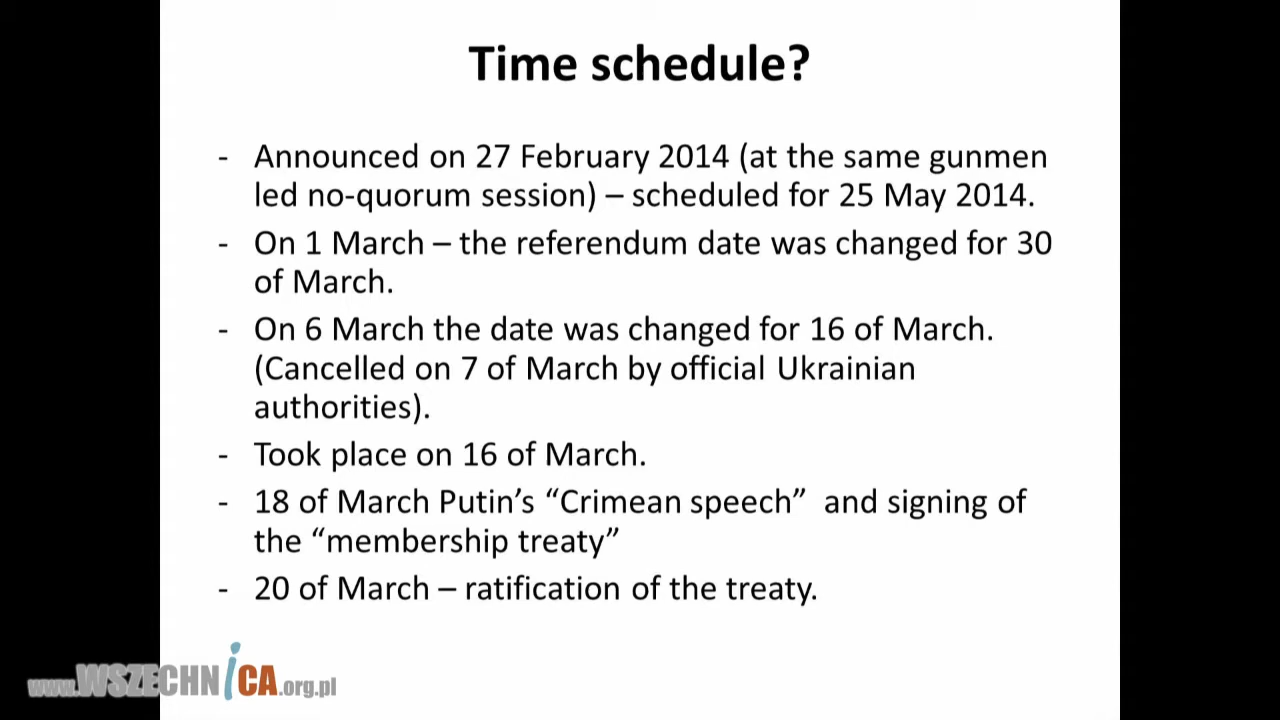 Time schedule?
- Announced on 27 February 2014 (at the same gunmen
led no-quorum session) – scheduled for 25 May 2014.
- On 1 March – the referendum date was changed for 30
of March.
- On 6 March the date was changed for 16 of March.
(Cancelled on 7 of March by official Ukrainian
authorities).
- Took place on 16 of March.
- 18 of March Putin’s “Crimean speech”  and signing of
the “membership treaty”
- 20 of March – ratification of the treaty.
www.WSZECHNiCA.org.pl